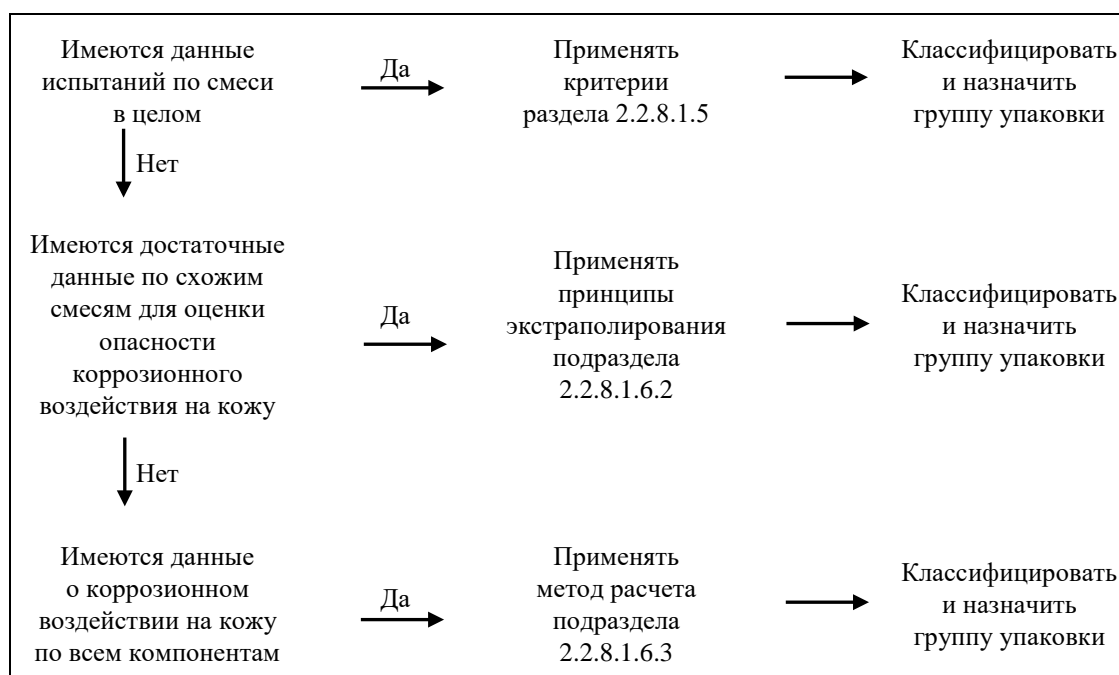 Имеются данные
испытаний по смеси
в целом
Да
Применять
критерии
раздела 2.2.8.1.5
Классифицировать
и назначить
группу упаковки
Нет
Имеются достаточные
данные по схожим
смесям для оценки
опасности
коррозионного
воздействия на кожу
Да
Применять
принципы
экстраполирования
подраздела
2.2.8.1.6.2
Классифицировать
и назначить
группу упаковки
Нет
Имеются данные
о коррозионном
воздействии на кожу
по всем компонентам
Да
Применять
метод расчета
подраздела
2.2.8.1.6.3
Классифицировать
и назначить
группу упаковки